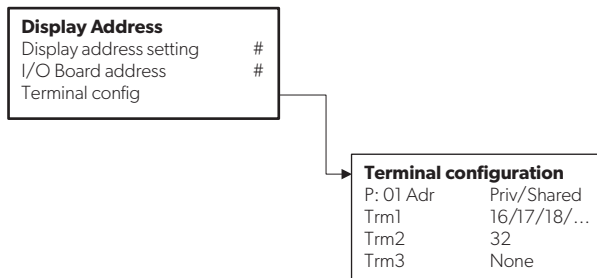 Display Address
Display address setting #
I/O Board address #
Terminal config
Terminal configuration
P: 01 Adr Priv/Shared
Trm1 16/17/18/...
Trm2 32
Trm3 None